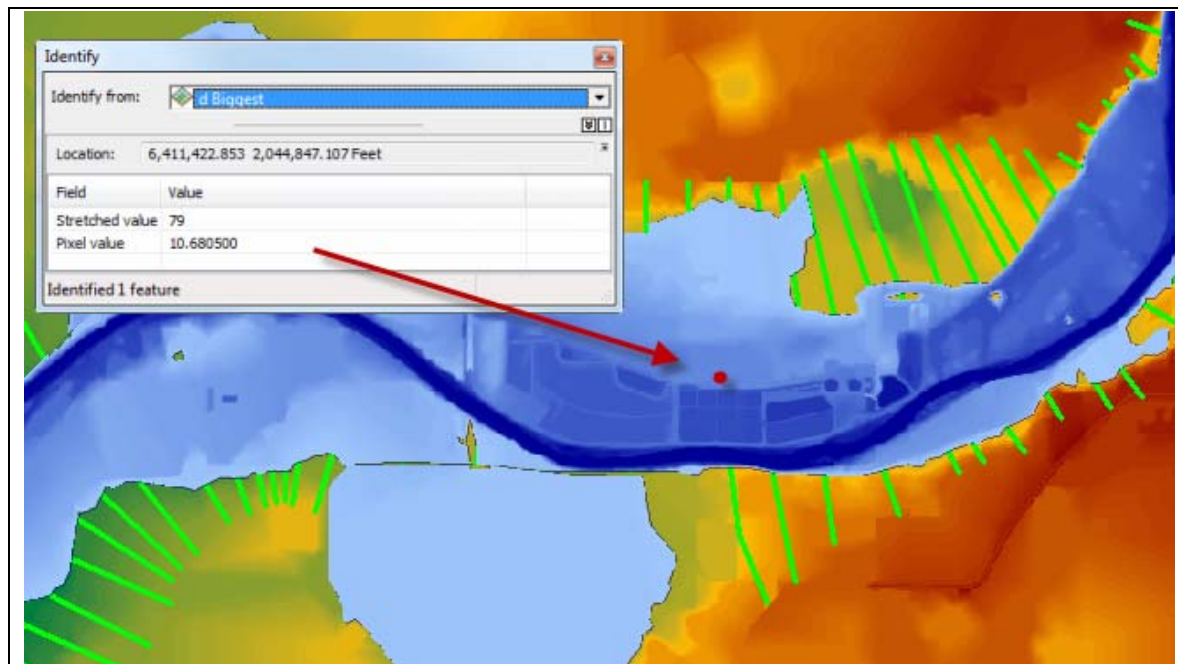 Identify
Identify from: d Biggest
Location: 6,411,422.853 2,044,847.107 Feet
Field Value
Stretched value 79
Pixel value 10.680500
Identified 1 feature